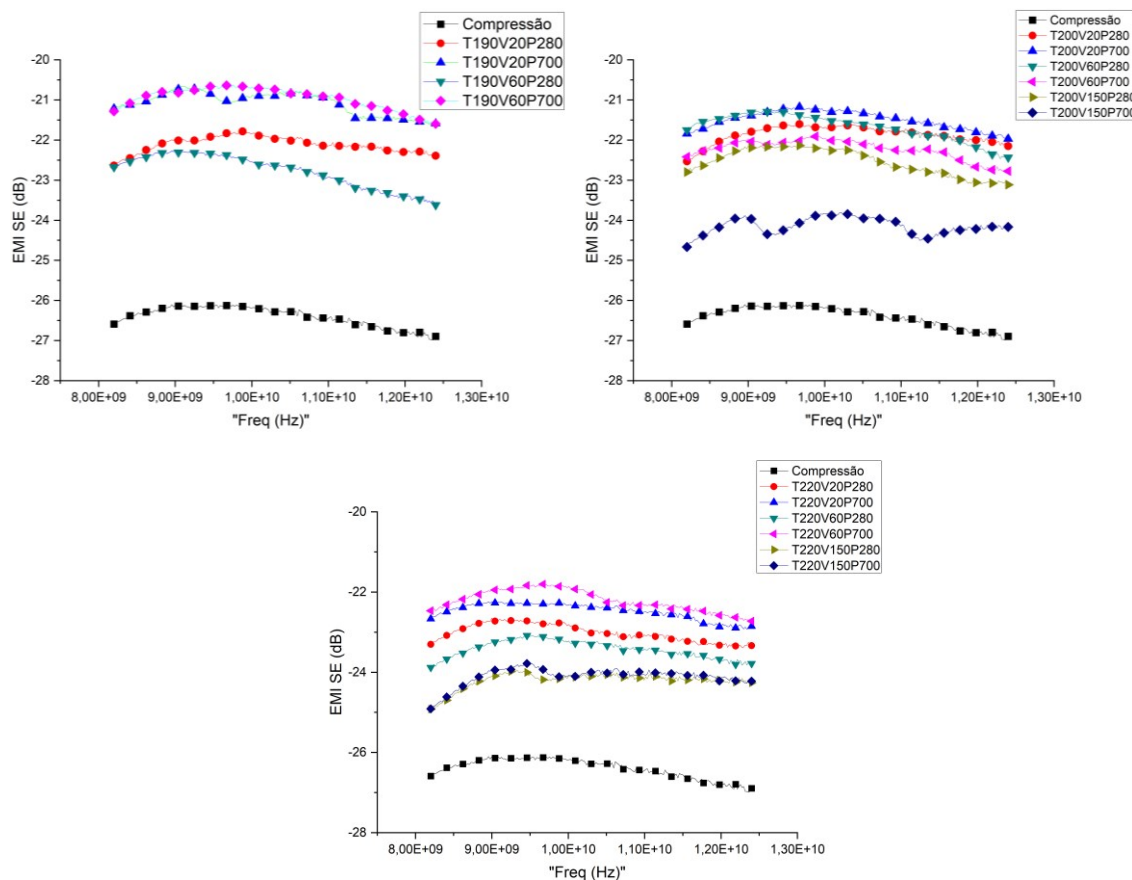 Compressão
T190V20P280
T190V20P700
T190V60P280
T190V60P700
-20
-21
-22
-23
-24
-25
-26
-27
-28
EMI SE (dB)
8,00E+09 9,00E+09 1,00E+10 1,10E+10 1,20E+10 1,30E+10
"Freq (Hz)"
Compressão
T200V20P280
T200V20P700
T200V60P280
T200V60P700
T200V150P280
T200V150P700
-20
-21
-22
-23
-24
-25
-26
-27
-28
EMI SE (dB)
8,00E+09 9,00E+09 1,00E+10 1,10E+10 1,20E+10 1,30E+10
"Freq (Hz)"
Compressão
T220V20P280
T220V20P700
T220V60P280
T220V60P700
T220V150P280
T220V150P700
-20
-22
-24
-26
-28
EMI SE (dB)
8,00E+09 9,00E+09 1,00E+10 1,10E+10 1,20E+10 1,30E+10
"Freq (Hz)"